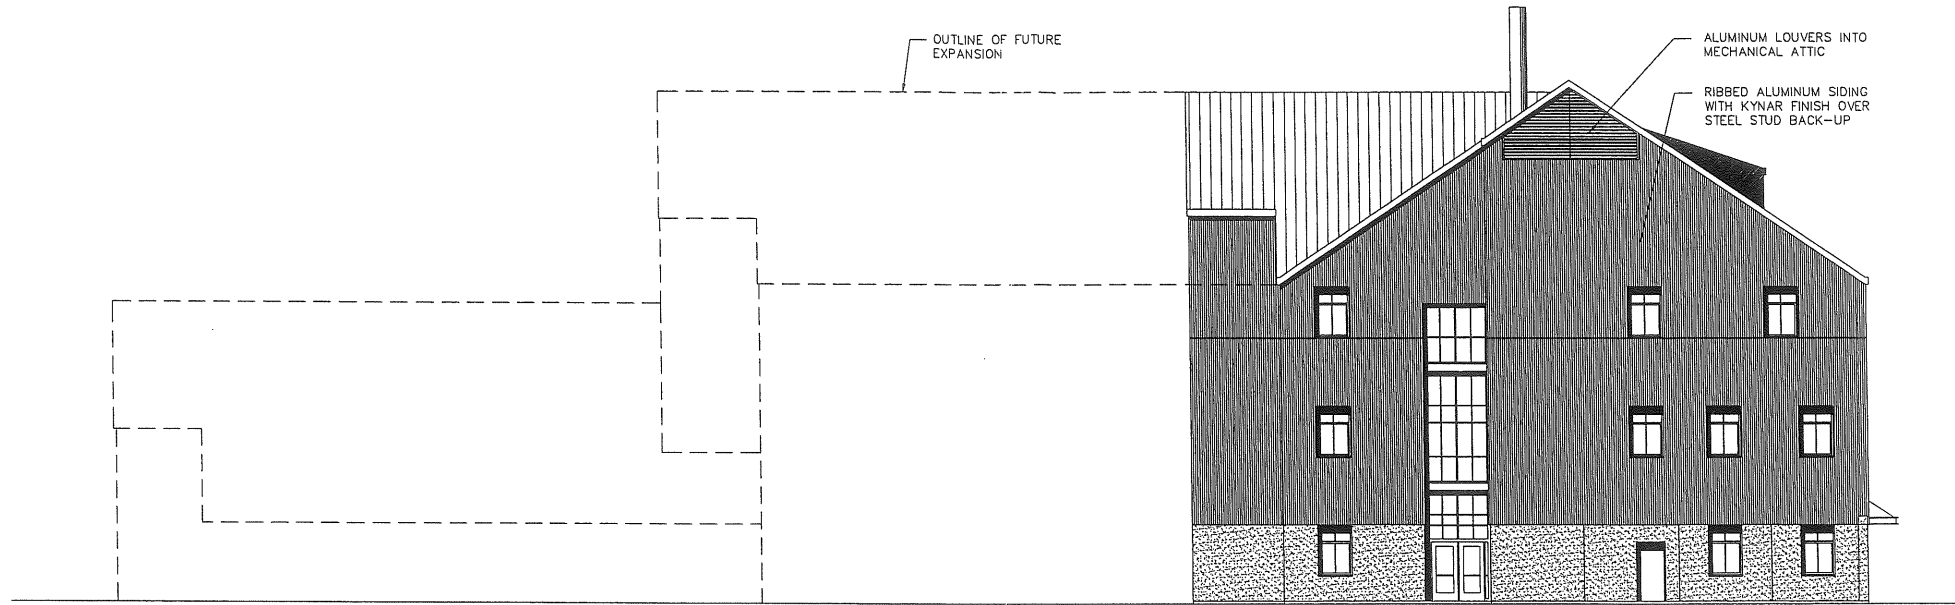 OUTLINE OF FUTURE
EXPANSION
ALUMINUM LOUVERS INTO
MECHANICAL ATTIC
RIBBED ALUMINUM SIDING
WITH KYNAR FINISH OVER
STEEL STUD BACK-UP